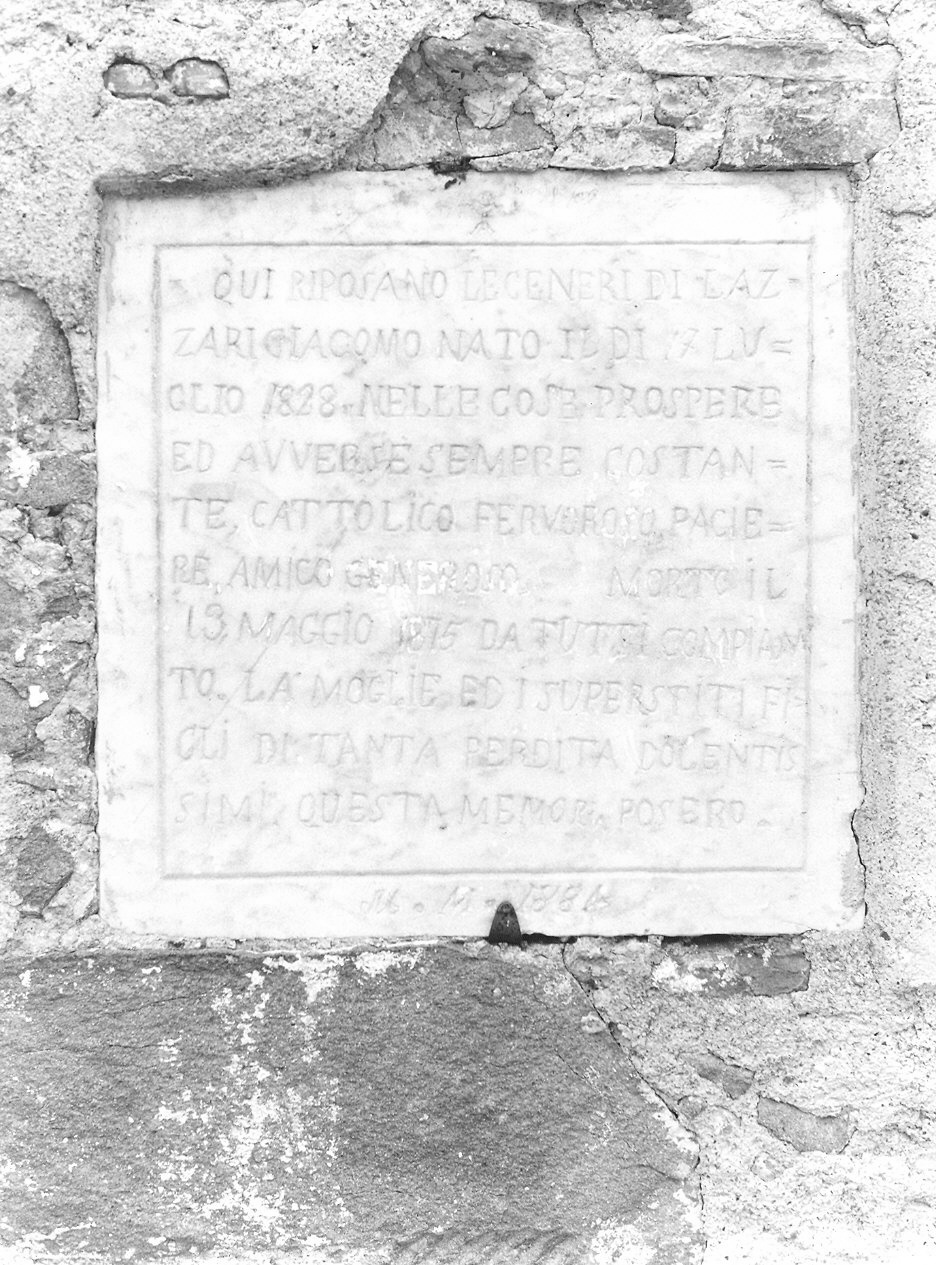 QUI RIPOSANO LE CENERI DI LAZ-
ZARI GIACOMO NATO IL DI 17 LU=
GLIO 1828. NELLE COSE PROSPERE
ED AVVERSE SEMPRE COSTAN=
TE, CATTOLICO FERVOROSO, PACIE=
RE, AMICO GENEROSO. MORTO IL
13 MAGGIO 1875 DA TUTTI COMPIAN
TO. LA MOGLIE ED I SUPERSTITI FI=
GLI DI TANTA PERDITA DOLENTIS
SIMI, QUESTA MEMOR. POSERO.
M. M. 1884